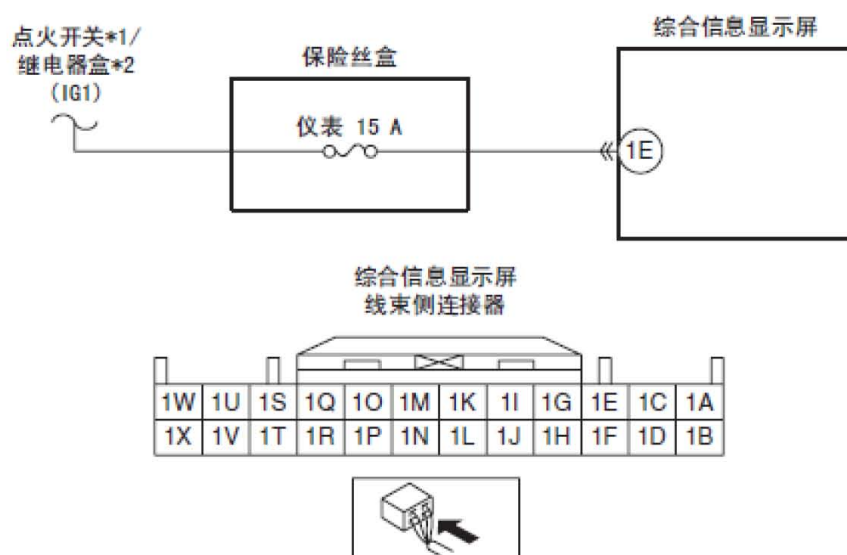 点火开关*1/
继电器盒*2
(IG1)
保险丝盒
仪表 15 A
综合信息显示屏
1E
综合信息显示屏
线束侧连接器
1W 1U 1S 1Q 1O 1M 1K 1I 1G 1E 1C 1A
1X 1V 1T 1R 1P 1N 1L 1J 1H 1F 1D 1B